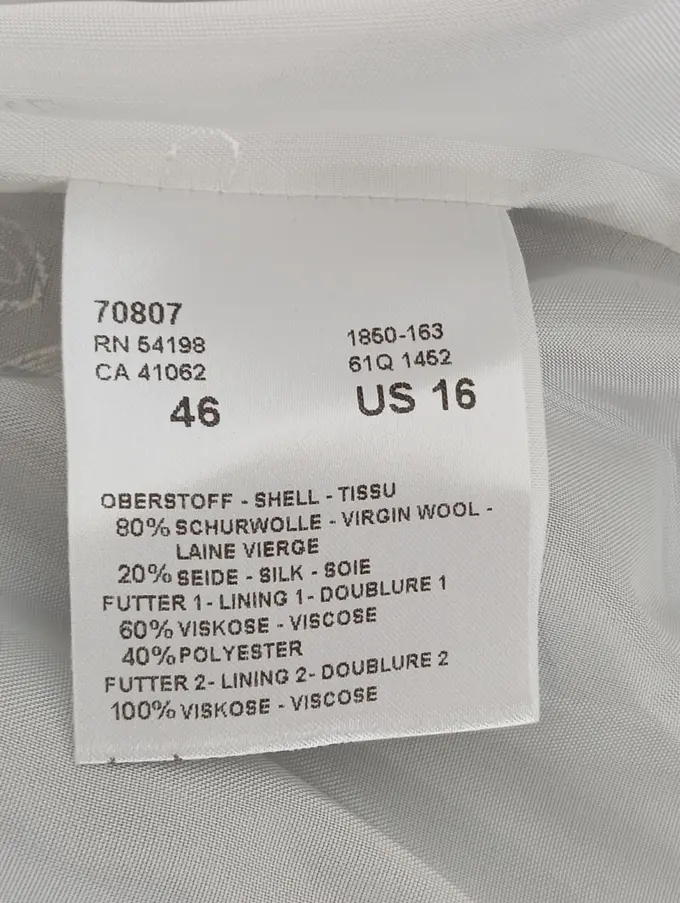 70807
RN 54198
CA 41062
46
1850-163
61Q 1452
US 16
OBERSTOFF - SHELL - TISSU
80% SCHURWOLLE - VIRGIN WOOL -
LAINE VIERGE
20% SEIDE - SILK - SOIE
FUTTER 1- LINING 1- DOUBLURE 1
60% VISKOSE - VISCOSE
40% POLYESTER
FUTTER 2- LINING 2- DOUBLURE 2
100% VISKOSE - VISCOSE